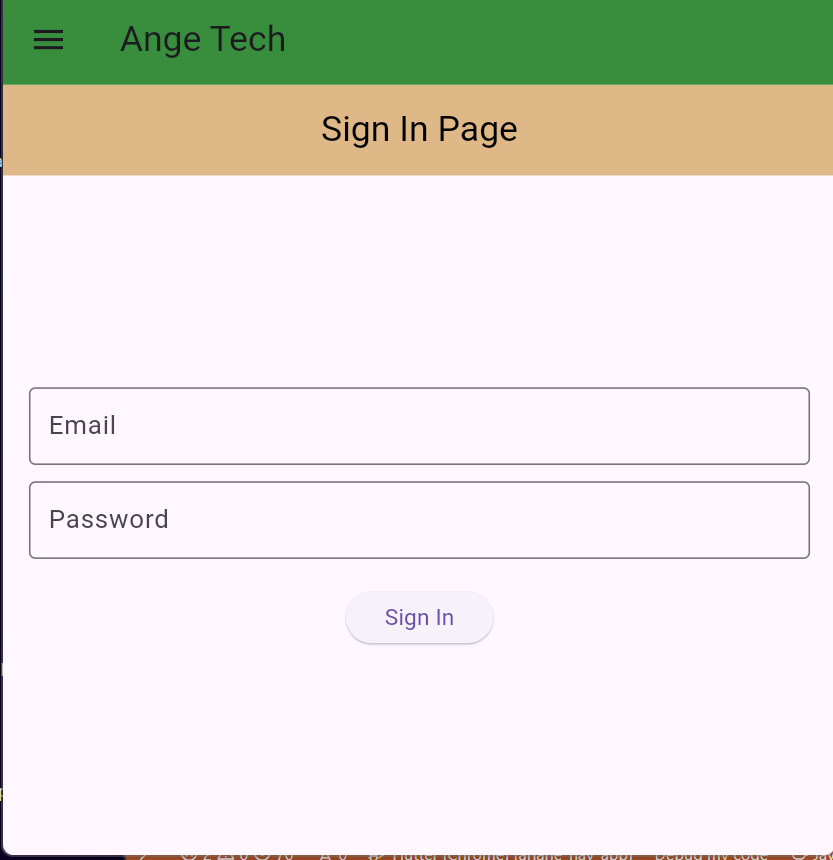 Ange Tech
Sign In Page
Email
Password
Sign In